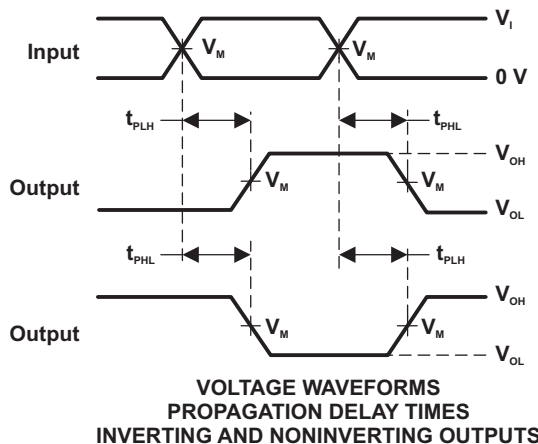 V_I
Input
V_M
V_M
0 V
t_PLH
t_PHL
V_OH
Output
V_M
V_M
V_OL
t_PHL
t_PLH
V_OH
Output
V_M
V_M
V_OL
VOLTAGE WAVEFORMS
PROPAGATION DELAY TIMES
INVERTING AND NONINVERTING OUTPUTS